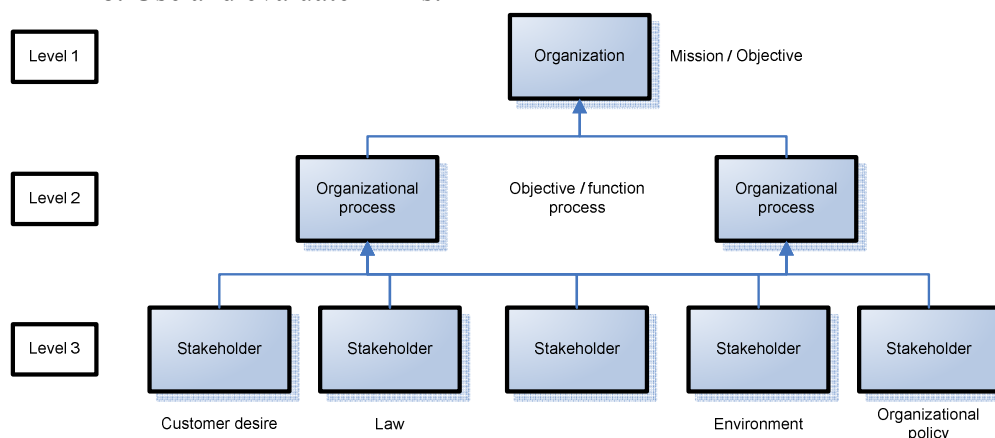 Level 1
Organization
Mission / Objective
Level 2
Organizational
process
Objective / function
process
Organizational
process
Level 3
Stakeholder
Stakeholder
Stakeholder
Stakeholder
Stakeholder
Customer desire
Law
Environment
Organizational
policy